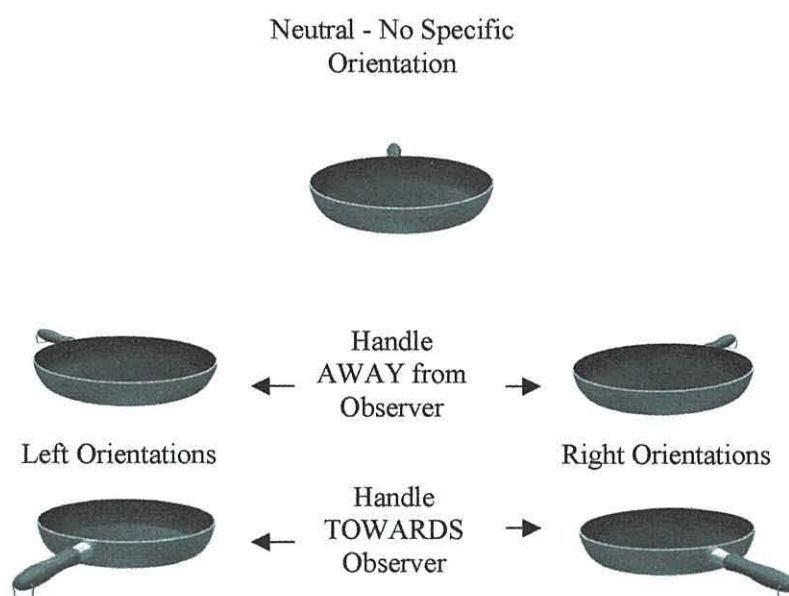 Neutral - No Specific
Orientation
Handle
AWAY from
Observer
Left Orientations
Right Orientations
Handle
TOWARDS
Observer